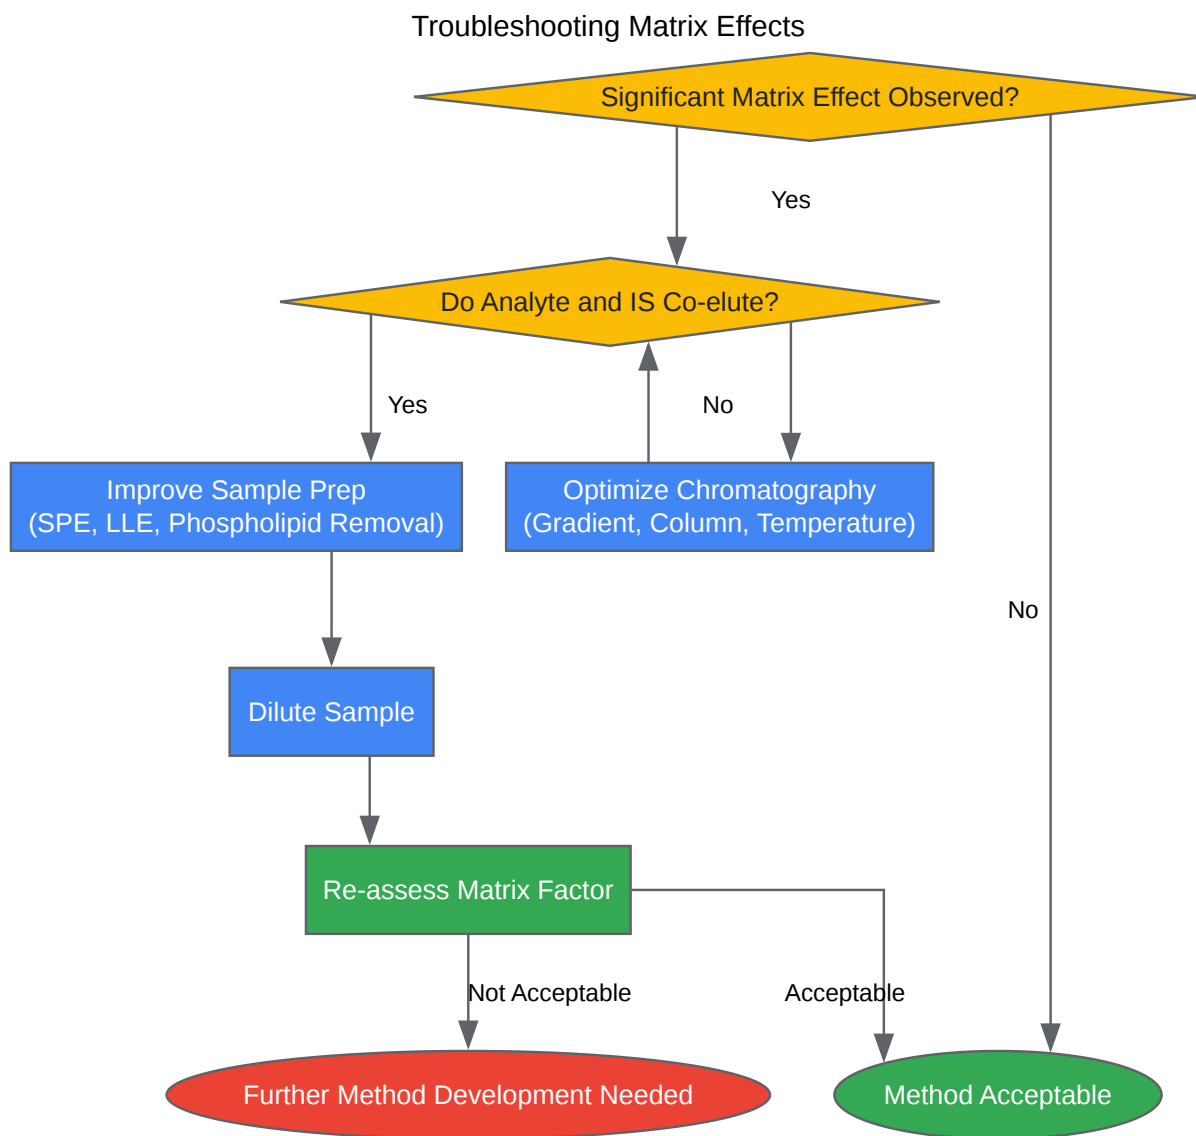 Troubleshooting Matrix Effects
Significant Matrix Effect Observed?
Yes
Do Analyte and IS Co-elute?
Yes
No
Improve Sample Prep
(SPE, LLE, Phospholipid Removal)
Optimize Chromatography
(Gradient, Column, Temperature)
No
Dilute Sample
Re-assess Matrix Factor
Not Acceptable
Acceptable
Further Method Development Needed
Method Acceptable